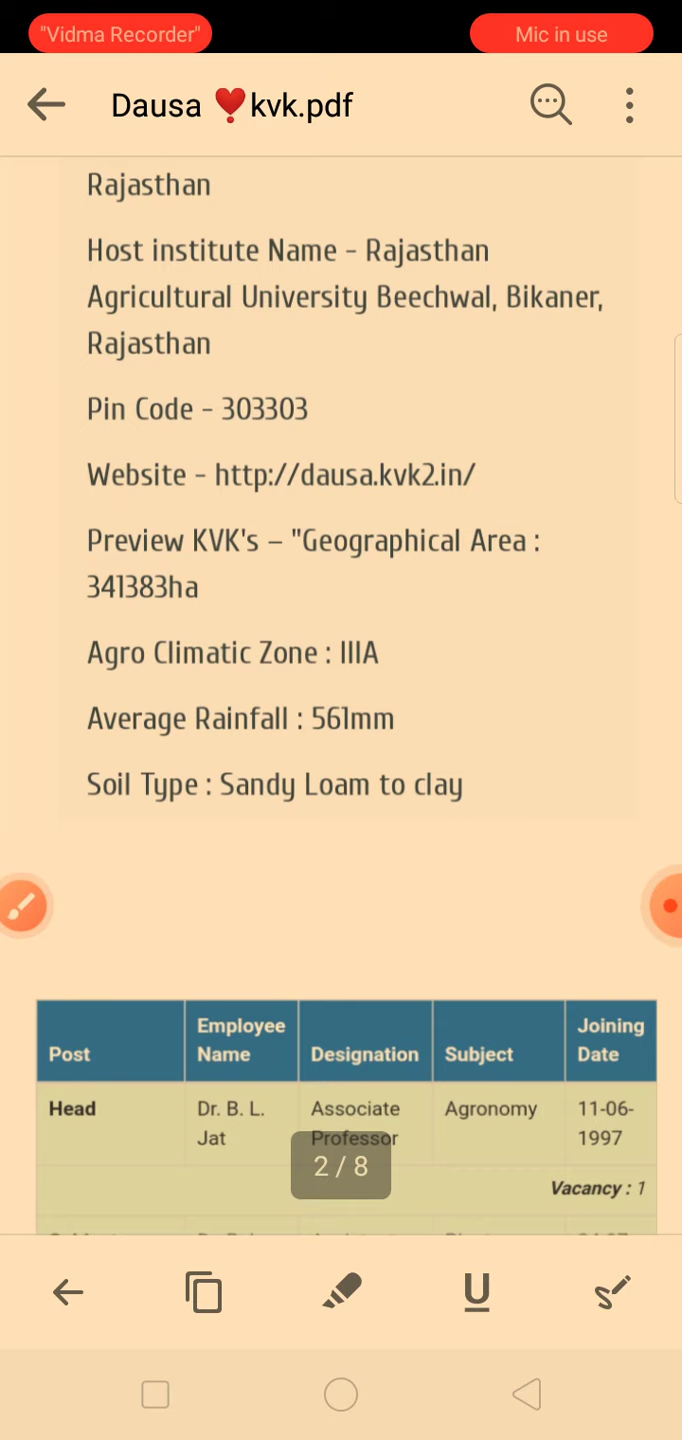 "Vidma Recorder"
Mic in use
Dausa ❣️kvk.pdf
Rajasthan
Host institute Name - Rajasthan
Agricultural University Beechwal, Bikaner,
Rajasthan
Pin Code - 303303
Website - http://dausa.kvk2.in/
Preview KVK's – "Geographical Area :
341383ha
Agro Climatic Zone : IIIA
Average Rainfall : 561mm
Soil Type : Sandy Loam to clay
Post
Employee
Name
Designation
Subject
Joining
Date
Head
Dr. B. L.
Jat
Associate
Professor
Agronomy
11-06-
1997
2 / 8
Vacancy : 1
U